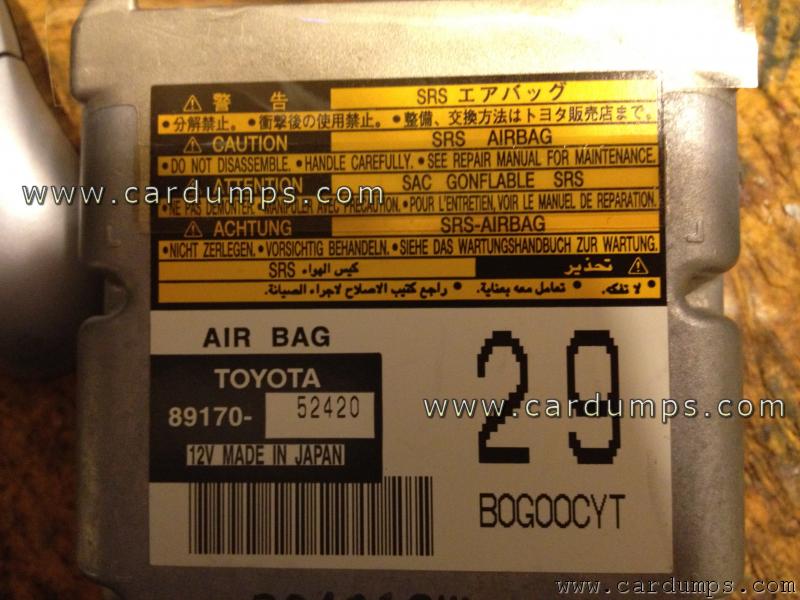 ⚠ 警 告 SRS エアバッグ
•分解禁止。 •衝撃後の使用禁止。 •整備、交換方法はトヨタ販売店まで。
⚠ CAUTION SRS AIRBAG
•DO NOT DISASSEMBLE. •HANDLE CAREFULLY. •SEE REPAIR MANUAL FOR MAINTENANCE.
⚠ ATTENTION SAC GONFLABLE SRS
www.cardumps.com
•NE PAS DEMONTER. •MANIPULER AVEC PRECAUTION. •POUR L'ENTRETIEN, VOIR LE MANUEL DE REPARATION.
⚠ ACHTUNG SRS-AIRBAG
•NICHT ZERLEGEN. •VORSICHTIG BEHANDELN. •SIEHE DAS WARTUNGSHANDBUCH ZUR WARTUNG.
⚠ تحذير كيس الهواء SRS
• لا تفكه. • تعامل معه بعناية. • راجع كتيب الاصلاح لاجراء الصيانة.
AIR BAG
TOYOTA
89170- 52420
12V MADE IN JAPAN
29
www.cardumps.com
B0G00CYT
www.cardumps.com